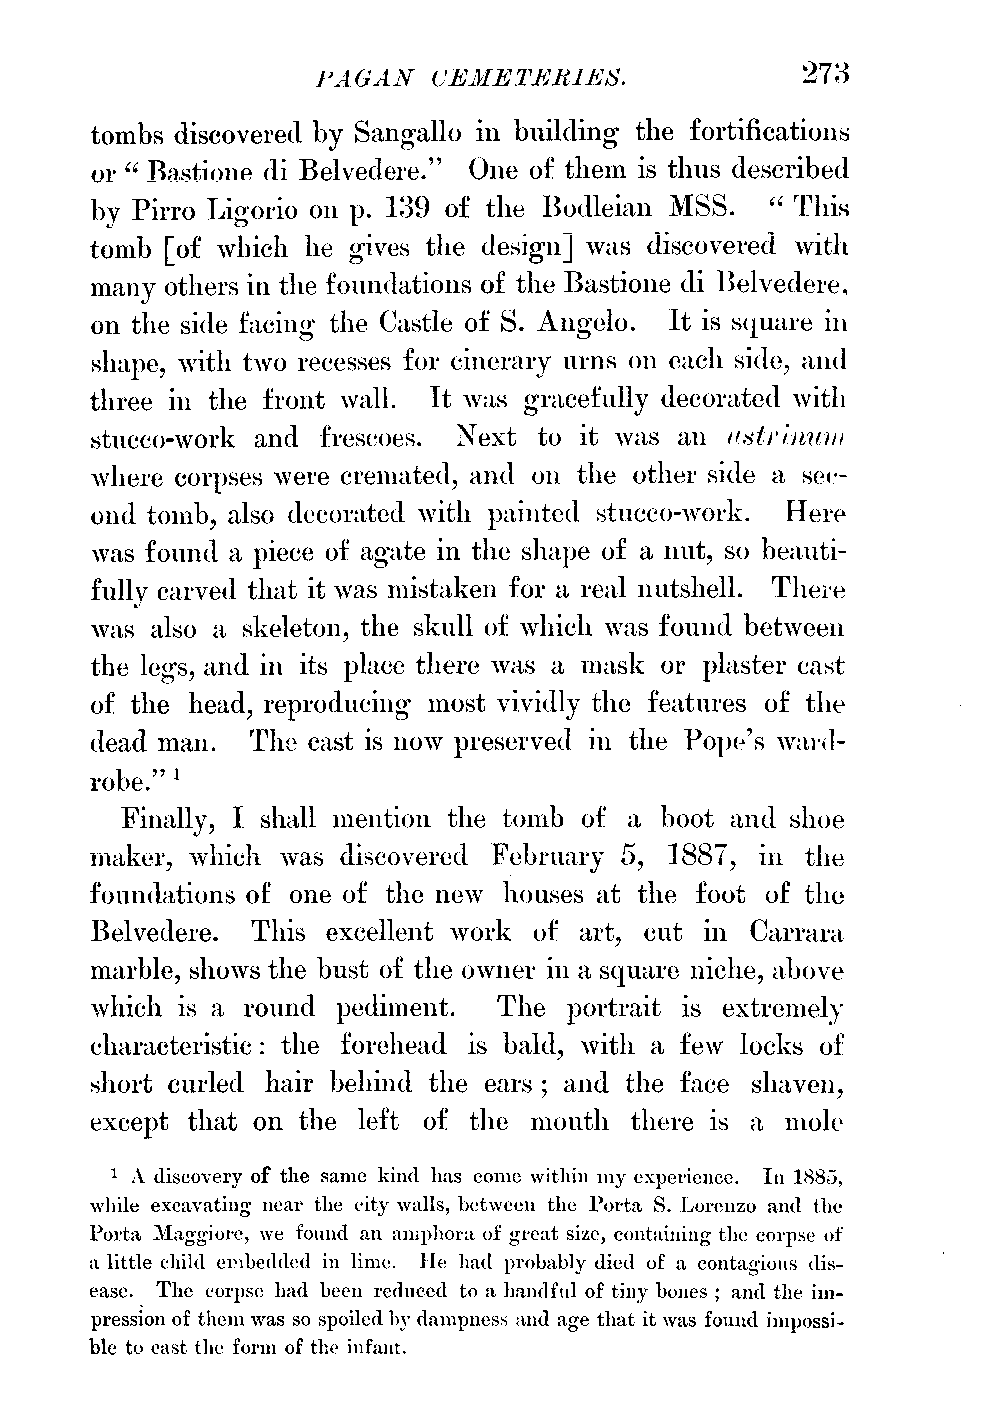 PAGAN CEMETERIES. 273
tombs discovered by Sangallo in building the fortifications
or “ Bastione di Belvedere.” One of them is thus described
by Pirro Ligorio on p. 139 of the Bodleian MSS. “ This
tomb [of which he gives the design] was discovered with
many others in the foundations of the Bastione di Belvedere,
on the side facing the Castle of S. Angelo. It is square in
shape, with two recesses for cinerary urns on each side, and
three in the front wall. It was gracefully decorated with
stucco-work and frescoes. Next to it was an ustrinum
where corpses were cremated, and on the other side a sec-
ond tomb, also decorated with painted stucco-work. Here
was found a piece of agate in the shape of a nut, so beauti-
fully carved that it was mistaken for a real nutshell. There
was also a skeleton, the skull of which was found between
the legs, and in its place there was a mask or plaster cast
of the head, reproducing most vividly the features of the
dead man. The cast is now preserved in the Pope’s ward-
robe.” 1
Finally, I shall mention the tomb of a boot and shoe
maker, which was discovered February 5, 1887, in the
foundations of one of the new houses at the foot of the
Belvedere. This excellent work of art, cut in Carrara
marble, shows the bust of the owner in a square niche, above
which is a round pediment. The portrait is extremely
characteristic : the forehead is bald, with a few locks of
short curled hair behind the ears ; and the face shaven,
except that on the left of the mouth there is a mole
1 A discovery of the same kind has come within my experience. In 1885,
while excavating near the city walls, between the Porta S. Lorenzo and the
Porta Maggiore, we found an amphora of great size, containing the corpse of
a little child embedded in lime. He had probably died of a contagious dis-
ease. The corpse had been reduced to a handful of tiny bones ; and the im-
pression of them was so spoiled by dampness and age that it was found impossi-
ble to cast the form of the infant.